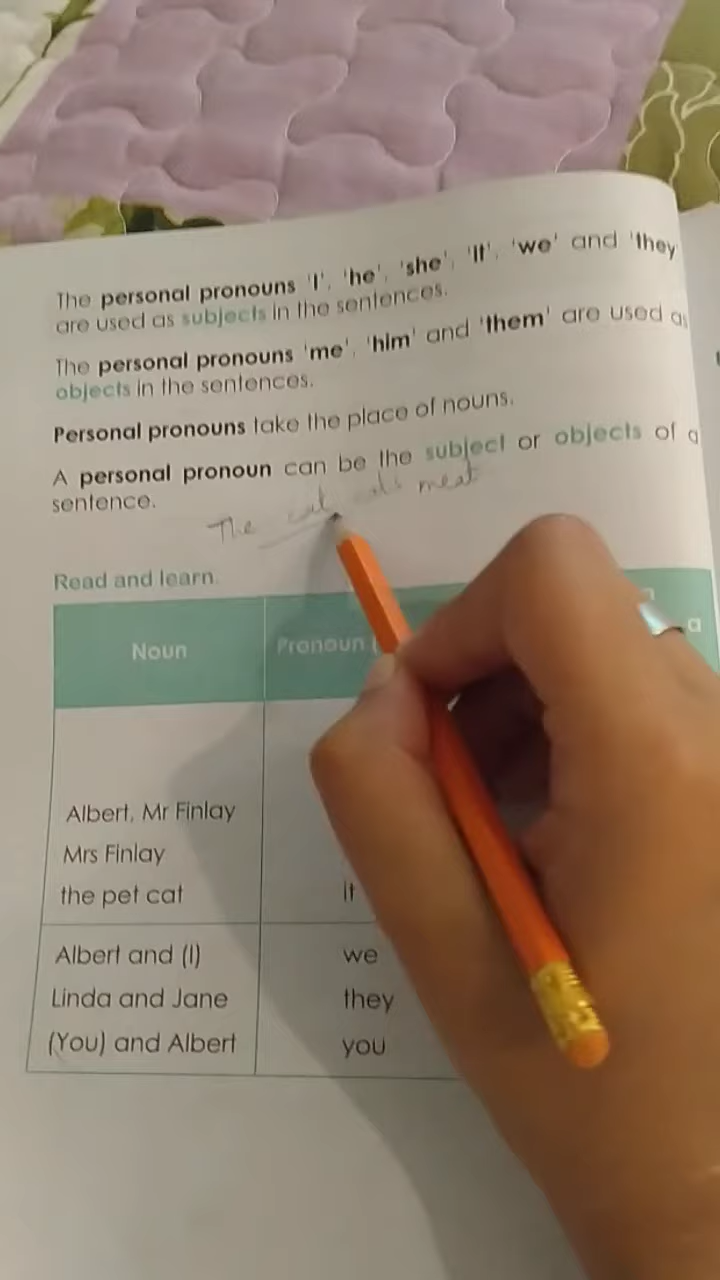 The personal pronouns 'I', 'he', 'she', 'It', 'we' and 'they
are used as subjects in the sentences.
The personal pronouns 'me', 'him' and 'them' are used as
objects in the sentences.
Personal pronouns take the place of nouns.
A personal pronoun can be the subject or objects of a
sentence.
The cat eats meat
Read and learn.
Noun
Pronoun (
a
Albert, Mr Finlay
Mrs Finlay
the pet cat
it
Albert and (I)
we
Linda and Jane
they
(You) and Albert
you